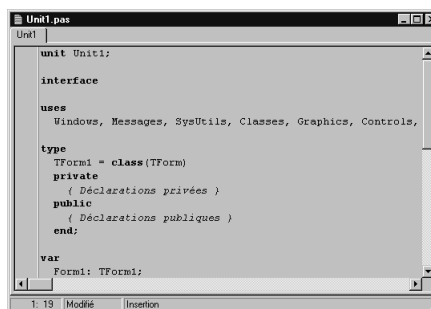 Unit1.pas
Unit1
unit Unit1;
interface
uses
Windows, Messages, SysUtils, Classes, Graphics, Controls,
type
TForm1 = class(TForm)
private
{ Déclarations privées }
public
{ Déclarations publiques }
end;
var
Form1: TForm1;
1: 19 Modifié Insertion